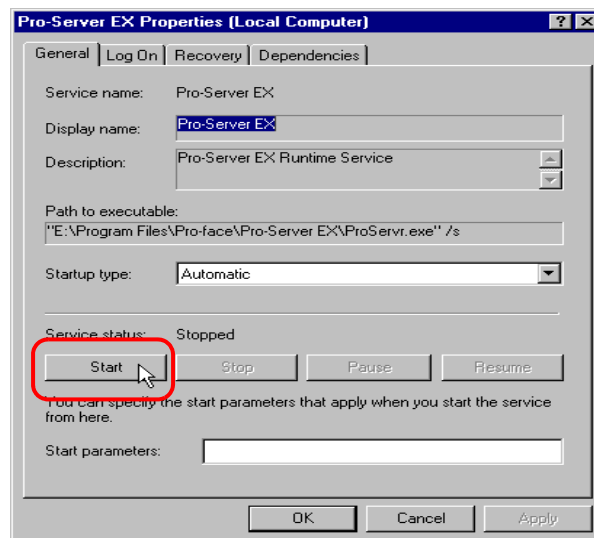 Pro-Server EX Properties (Local Computer)
General Log On Recovery Dependencies
Service name: Pro-Server EX
Display name: Pro-Server EX
Description: Pro-Server EX Runtime Service
Path to executable:
"E:\Program Files\Pro-face\Pro-Server EX\ProServr.exe" /s
Startup type: Automatic
Service status: Stopped
Start Stop Pause Resume
You can specify the start parameters that apply when you start the service
from here.
Start parameters:
OK Cancel Apply